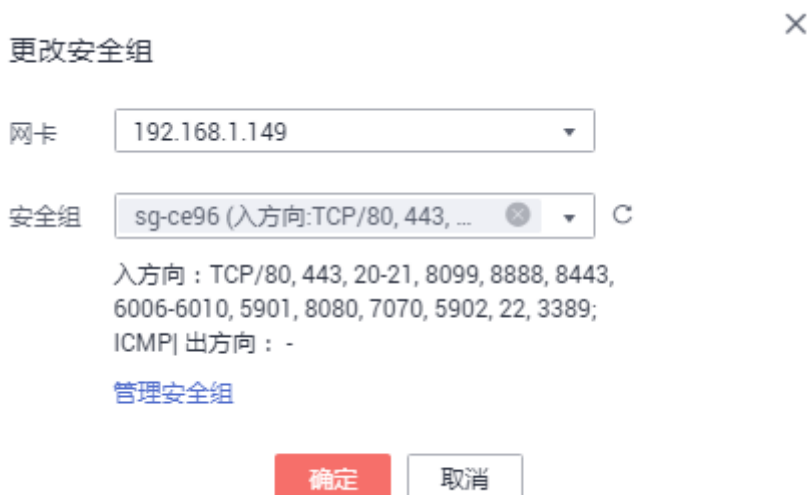 更改安全组
网卡 192.168.1.149
安全组 sg-ce96 (入方向:TCP/80, 443, ...
入方向：TCP/80, 443, 20-21, 8099, 8888, 8443,
6006-6010, 5901, 8080, 7070, 5902, 22, 3389;
ICMP| 出方向： -
管理安全组
确定 取消